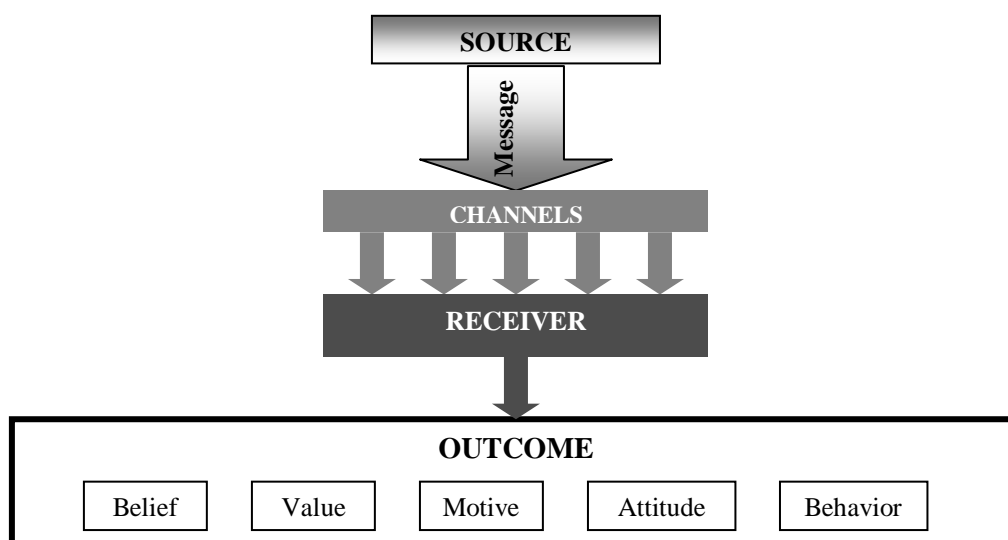 SOURCE
Message
CHANNELS
RECEIVER
OUTCOME
Belief Value Motive Attitude Behavior